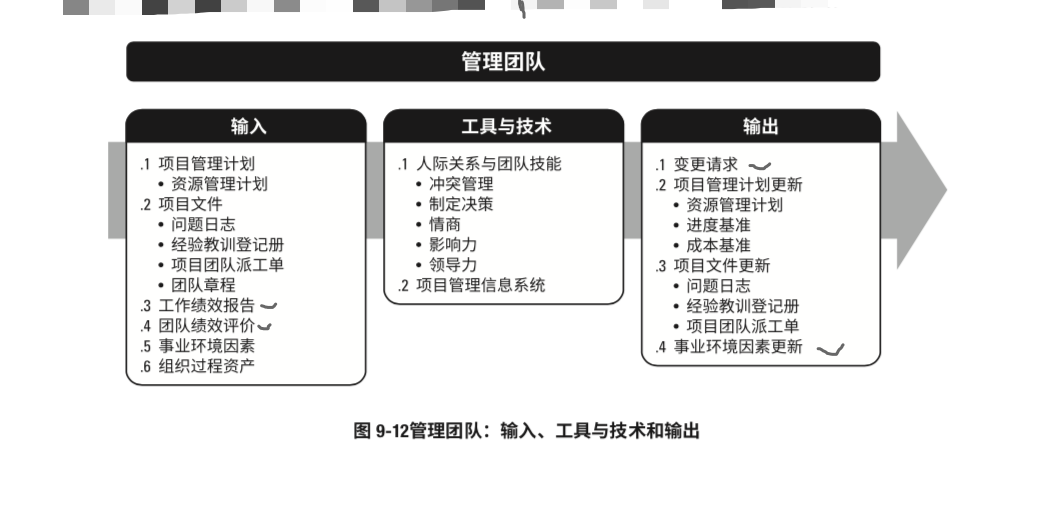 管理团队
输入
.1 项目管理计划
• 资源管理计划
.2 项目文件
• 问题日志
• 经验教训登记册
• 项目团队派工单
• 团队章程
.3 工作绩效报告
.4 团队绩效评价
.5 事业环境因素
.6 组织过程资产
工具与技术
.1 人际关系与团队技能
• 冲突管理
• 制定决策
• 情商
• 影响力
• 领导力
.2 项目管理信息系统
输出
.1 变更请求
.2 项目管理计划更新
• 资源管理计划
• 进度基准
• 成本基准
.3 项目文件更新
• 问题日志
• 经验教训登记册
• 项目团队派工单
.4 事业环境因素更新
图 9-12管理团队：输入、工具与技术和输出